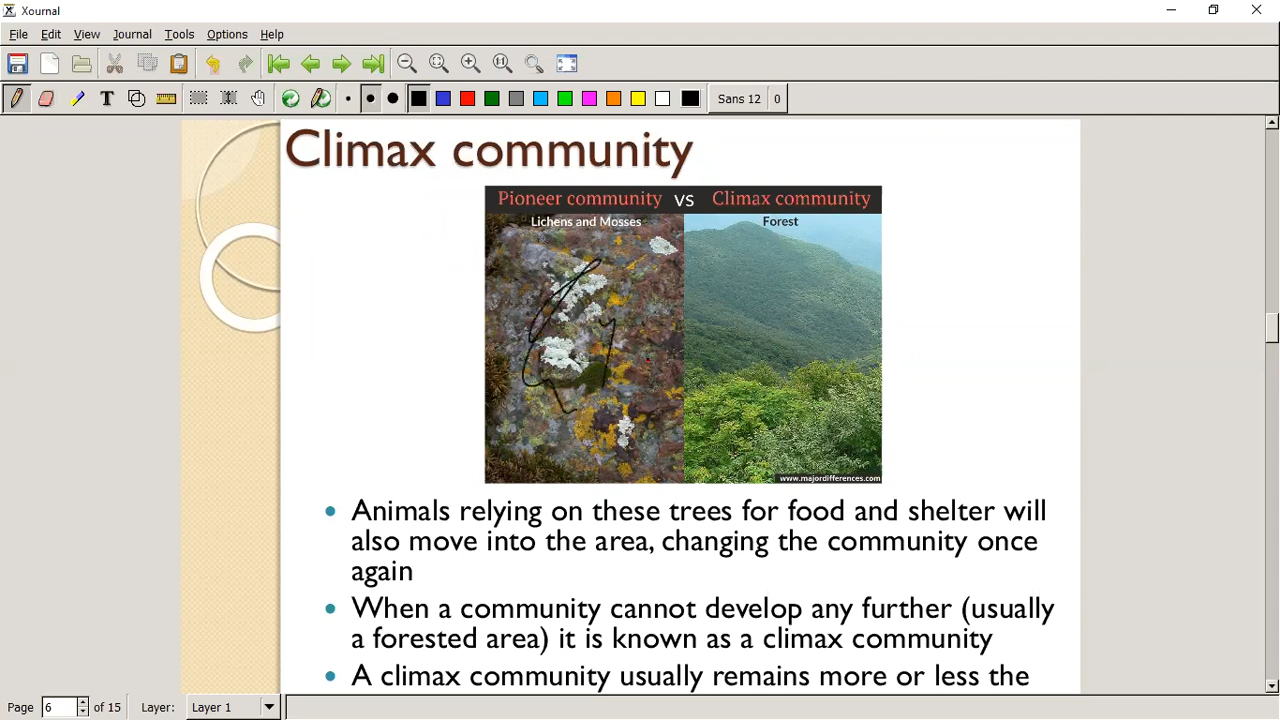 Xournal
File Edit View Journal Tools Options Help
Sans 12 0
Climax community
Pioneer community vs Climax community
Lichens and Mosses Forest
www.majordifferences.com
Animals relying on these trees for food and shelter will
also move into the area, changing the community once
again
When a community cannot develop any further (usually
a forested area) it is known as a climax community
A climax community usually remains more or less the
Page 6 of 15 Layer: Layer 1